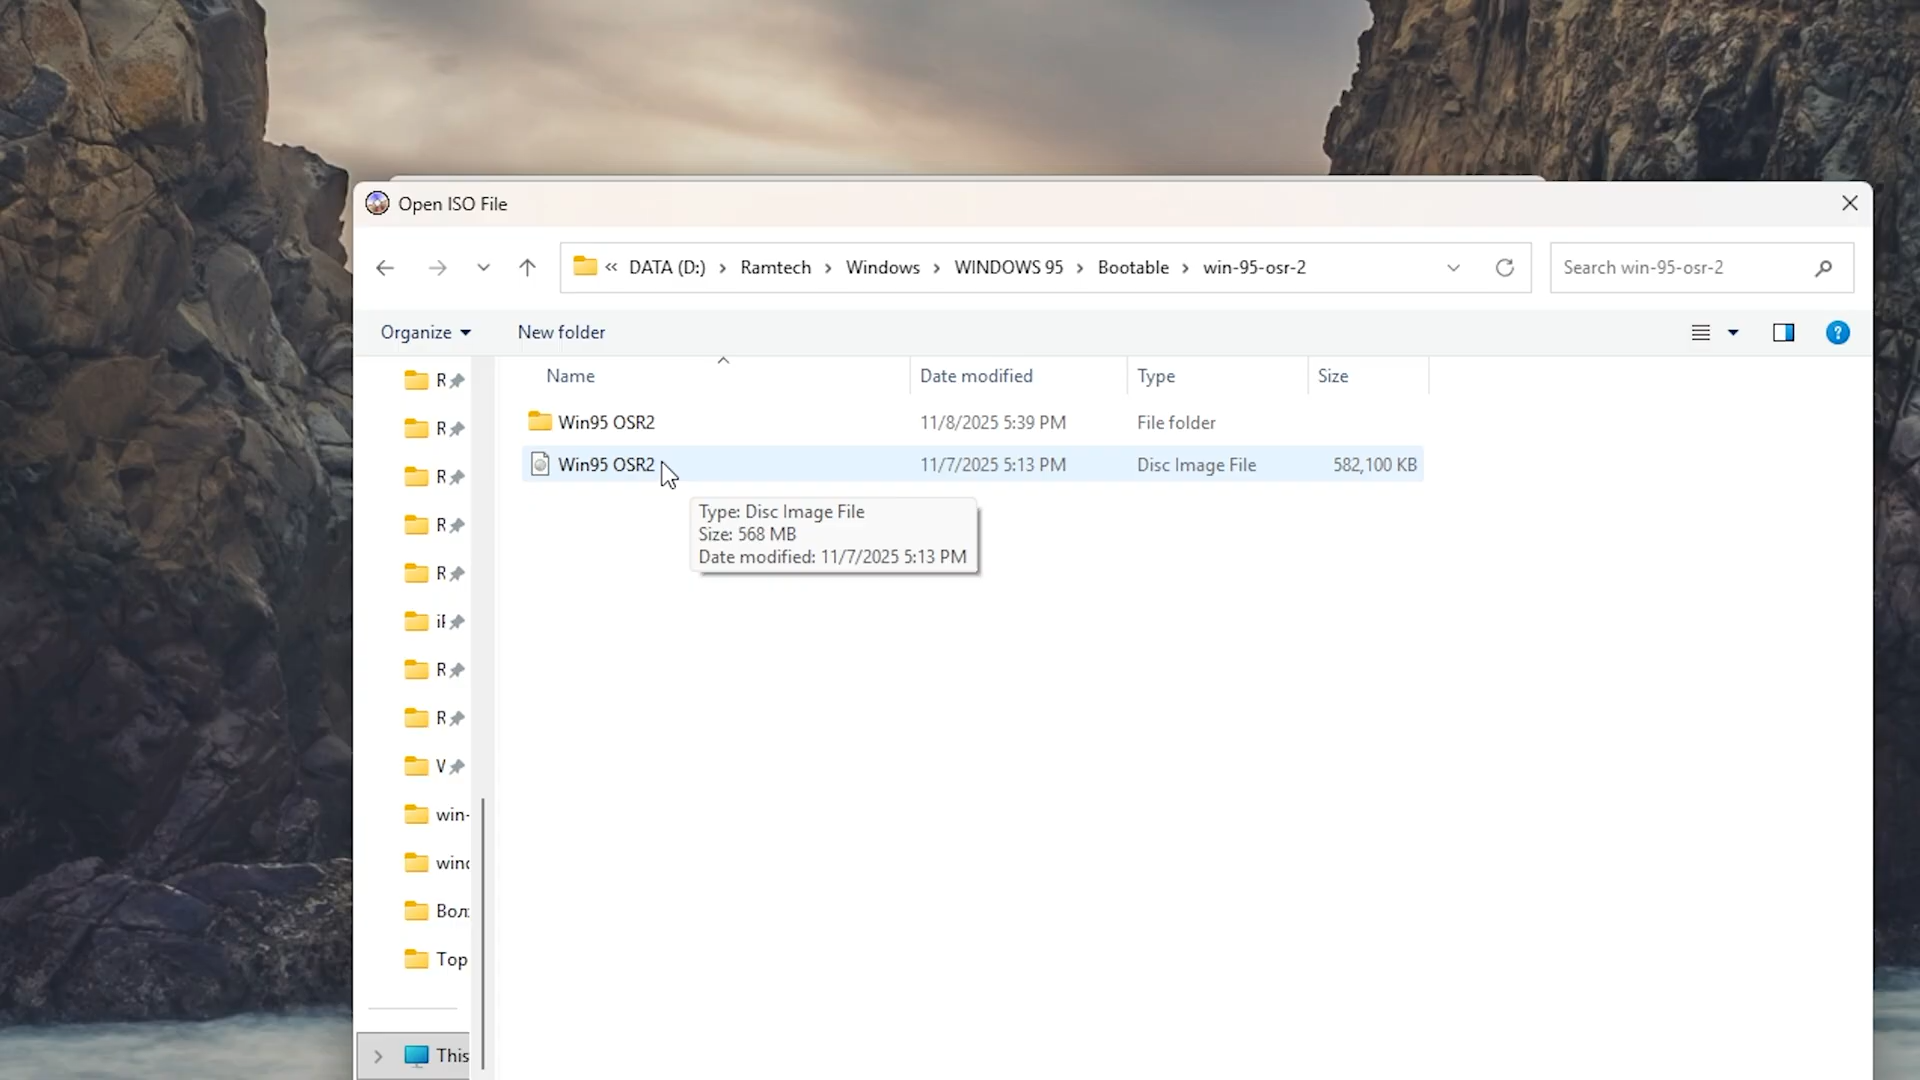 Open ISO File
« DATA (D:) › Ramtech › Windows › WINDOWS 95 › Bootable › win-95-osr-2
Search win-95-osr-2
Organize
New folder
Name Date modified Type Size
Win95 OSR2 11/8/2025 5:39 PM File folder
Win95 OSR2 11/7/2025 5:13 PM Disc Image File 582,100 KB
Type: Disc Image File
Size: 568 MB
Date modified: 11/7/2025 5:13 PM
R
R
R
R
R
R
R
V
win-
Top
This